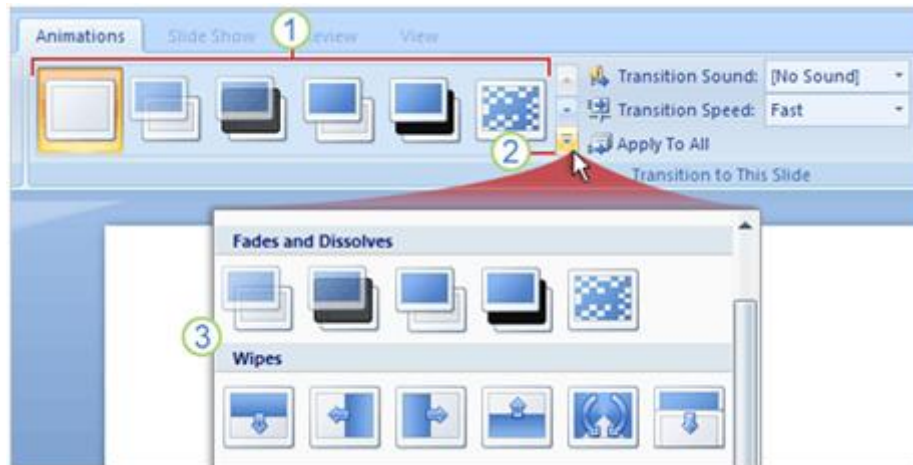 Animations Slide Show 1 Review View
Transition Sound: [No Sound]
Transition Speed: Fast
2 Apply To All
Transition to This Slide
Fades and Dissolves
3
Wipes